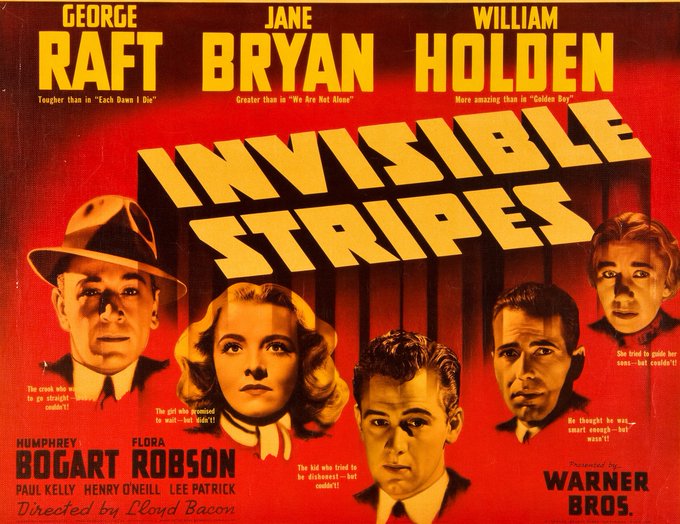 GEORGE
RAFT
Tougher than in "Each Dawn I Die"
JANE
BRYAN
Greater than in "We Are Not Alone"
WILLIAM
HOLDEN
More amazing than in "Golden Boy"
INVISIBLE
STRIPES
The crook who
to go straight—
couldn't!
The girl who promised
to wait—but didn't!
The kid who tried to
be dishonest—but
couldn't!
He thought he was
smart enough—but
wasn't!
She tried to guide her
sons—but couldn't!
HUMPHREY
BOGART
FLORA
ROBSON
PAUL KELLY HENRY O'NEILL LEE PATRICK
Directed by Lloyd Bacon
Presented by
WARNER
BROS.